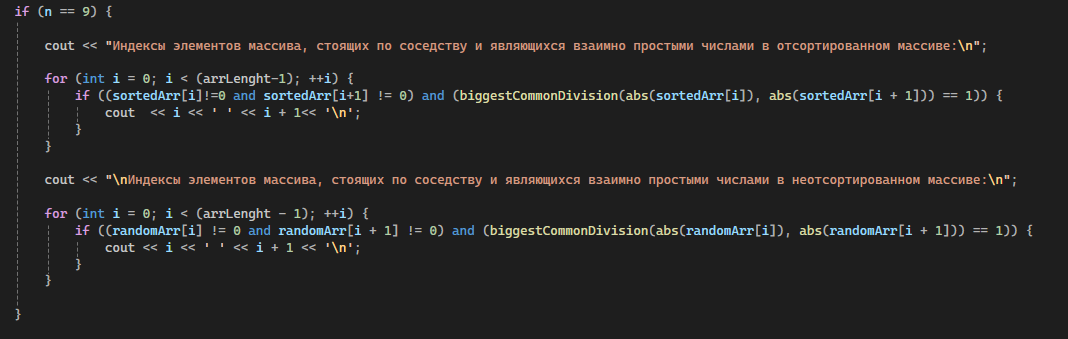 if (n == 9) {
cout << "Индексы элементов массива, стоящих по соседству и являющихся взаимно простыми числами в отсортированном массиве:\n";
for (int i = 0; i < (arrLenght-1); ++i) {
if ((sortedArr[i]!=0 and sortedArr[i+1] != 0) and (biggestCommonDivision(abs(sortedArr[i]), abs(sortedArr[i + 1])) == 1)) {
cout  << i << ' ' << i + 1<< '\n';
}
}
cout << "\nИндексы элементов массива, стоящих по соседству и являющихся взаимно простыми числами в неотсортированном массиве:\n";
for (int i = 0; i < (arrLenght - 1); ++i) {
if ((randomArr[i] != 0 and randomArr[i + 1] != 0) and (biggestCommonDivision(abs(randomArr[i]), abs(randomArr[i + 1])) == 1)) {
cout << i << ' ' << i + 1 << '\n';
}
}
}